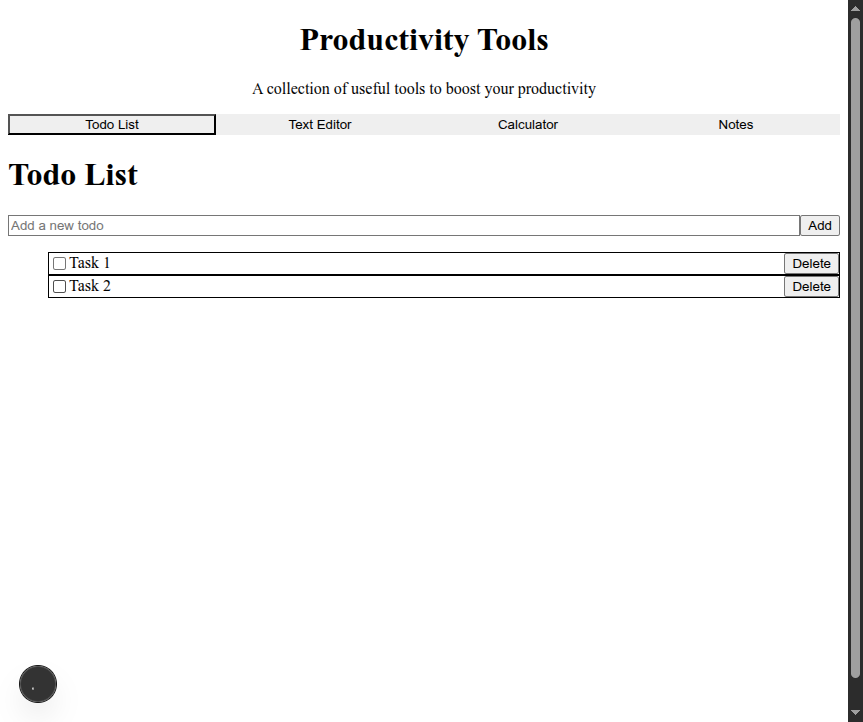 Productivity Tools
A collection of useful tools to boost your productivity
Todo List Text Editor Calculator Notes
Todo List
Add a new todo Add
Task 1 Delete
Task 2 Delete